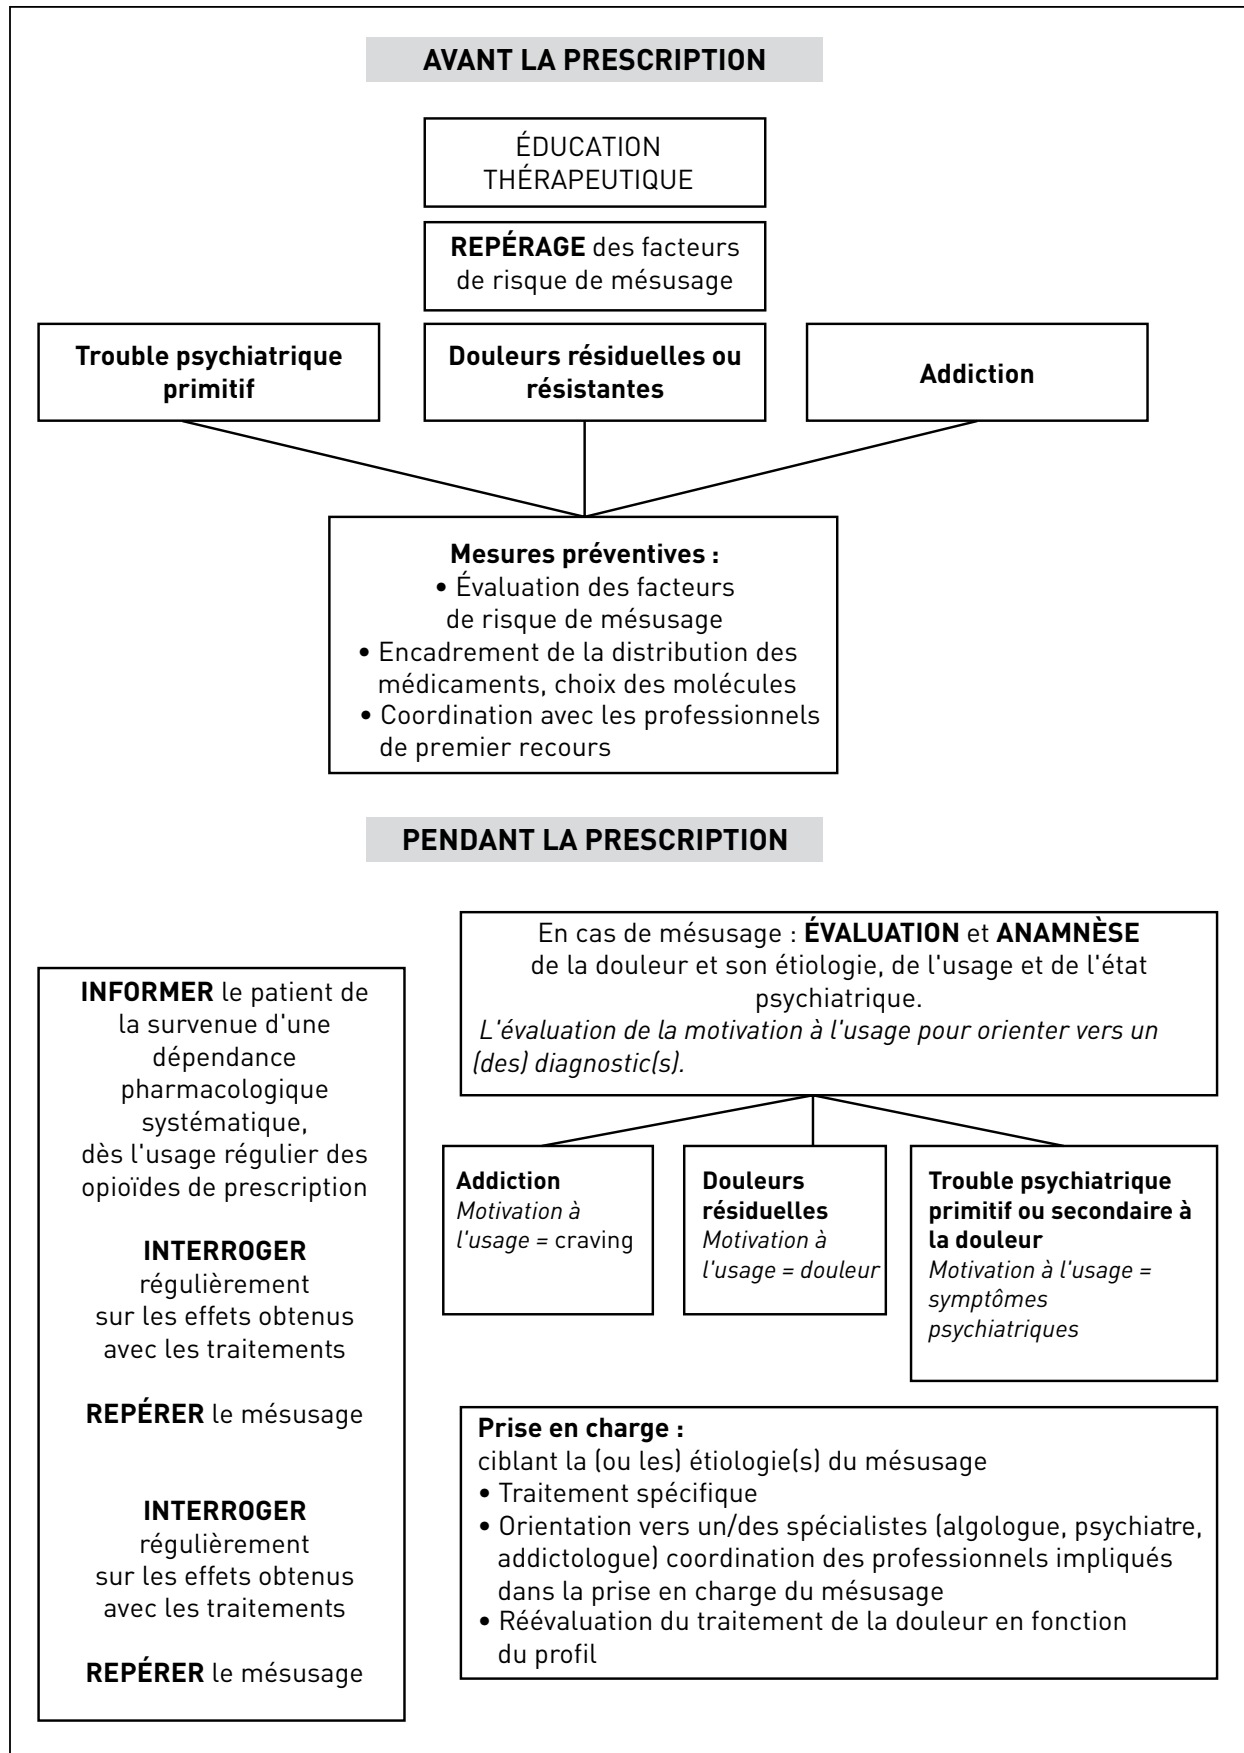 AVANT LA PRESCRIPTION
ÉDUCATION
THÉRAPEUTIQUE
REPÉRAGE des facteurs
de risque de mésusage
Trouble psychiatrique
primitif
Douleurs résiduelles ou
résistantes
Addiction
Mesures préventives :
• Évaluation des facteurs
de risque de mésusage
• Encadrement de la distribution des
médicaments, choix des molécules
• Coordination avec les professionnels
de premier recours
PENDANT LA PRESCRIPTION
INFORMER le patient de
la survenue d'une
dépendance
pharmacologique
systématique,
dès l'usage régulier des
opioïdes de prescription
INTERROGER
régulièrement
sur les effets obtenus
avec les traitements
REPÉRER le mésusage
INTERROGER
régulièrement
sur les effets obtenus
avec les traitements
REPÉRER le mésusage
En cas de mésusage : ÉVALUATION et ANAMNÈSE
de la douleur et son étiologie, de l'usage et de l'état
psychiatrique.
L'évaluation de la motivation à l'usage pour orienter vers un
(des) diagnostic(s).
Addiction
Motivation à
l'usage = craving
Douleurs
résiduelles
Motivation à
l'usage = douleur
Trouble psychiatrique
primitif ou secondaire à
la douleur
Motivation à l'usage =
symptômes
psychiatriques
Prise en charge :
ciblant la (ou les) étiologie(s) du mésusage
• Traitement spécifique
• Orientation vers un/des spécialistes (algologue, psychiatre,
addictologue) coordination des professionnels impliqués
dans la prise en charge du mésusage
• Réévaluation du traitement de la douleur en fonction
du profil